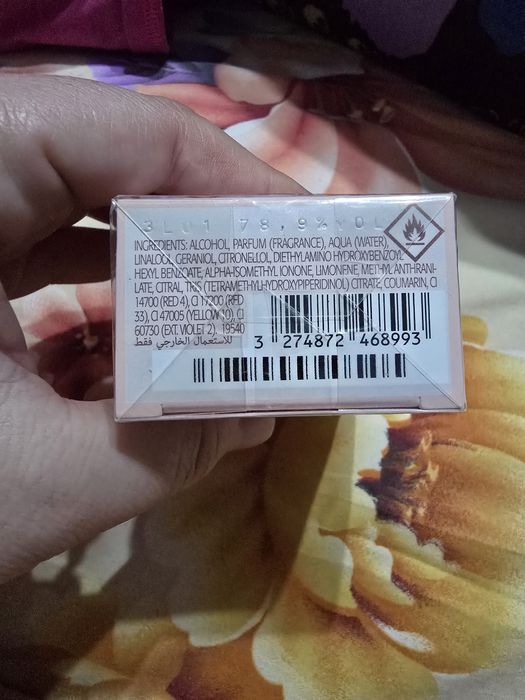 3L01 78,9% VOL
INGREDIENTS: ALCOHOL, PARFUM (FRAGRANCE), AQUA (WATER),
LINALOOL, GERANIOL, CITRONELLOL, DIETHYLAMINO HYDROXYBENZOYL
HEXYL BENZOATE, ALPHA-ISOMETHYL IONONE, LIMONENE, METHYL ANTHRANI-
LATE, CITRAL, TRIS (TETRAMETHYLHYDROXYPIPERIDINOL) CITRATE, COUMARIN, CI
14700 (RED 4), CI 17200 (RED
33), CI 47005 (YELLOW 10), CI
60730 (EXT. VIOLET 2), 19540
للاستعمال الخارجي فقط
3 274872 468993